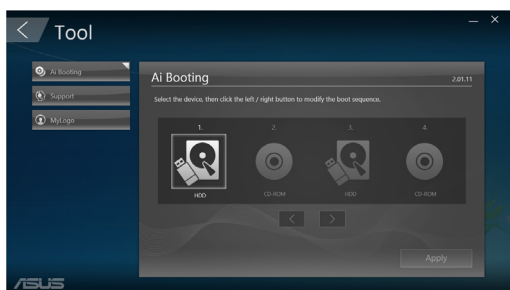 Tool
Ai Booting
Support
MyLogo
Ai Booting
2.01.11
Select the device, then click the left / right button to modify the boot sequence.
1. 2. 3. 4.
HDD CD-ROM HDD CD-ROM
Apply
ASUS